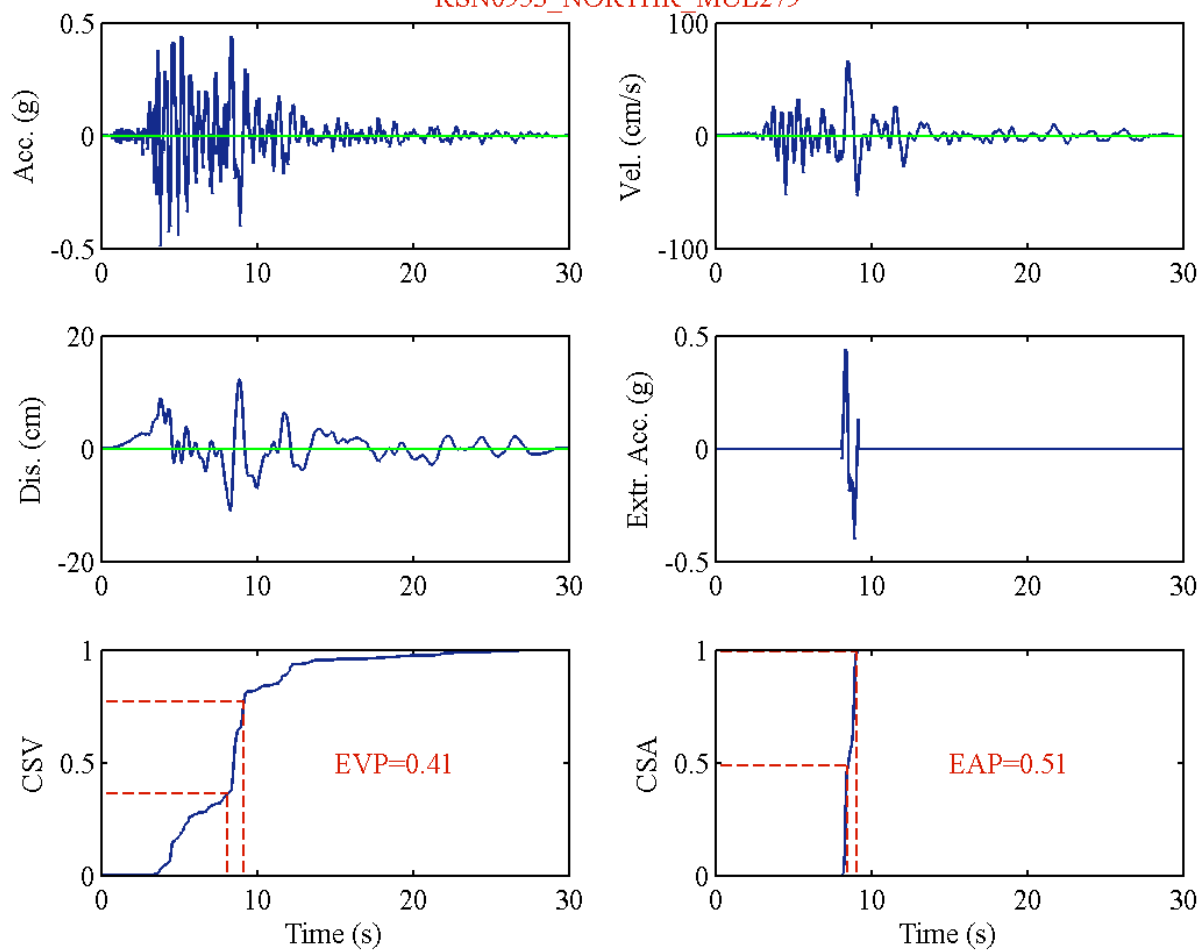 RSN0953_NORTHR_MUL279
0.5
0
-0.5
Acc. (g)
0 10 20 30
100
0
-100
Vel. (cm/s)
0 10 20 30
20
0
-20
Dis. (cm)
0 10 20 30
0.5
0
-0.5
Extr. Acc. (g)
0 10 20 30
1
0.5
0
CSV
EVP=0.41
0 10 20 30
Time (s)
1
0.5
0
CSA
EAP=0.51
0 10 20 30
Time (s)